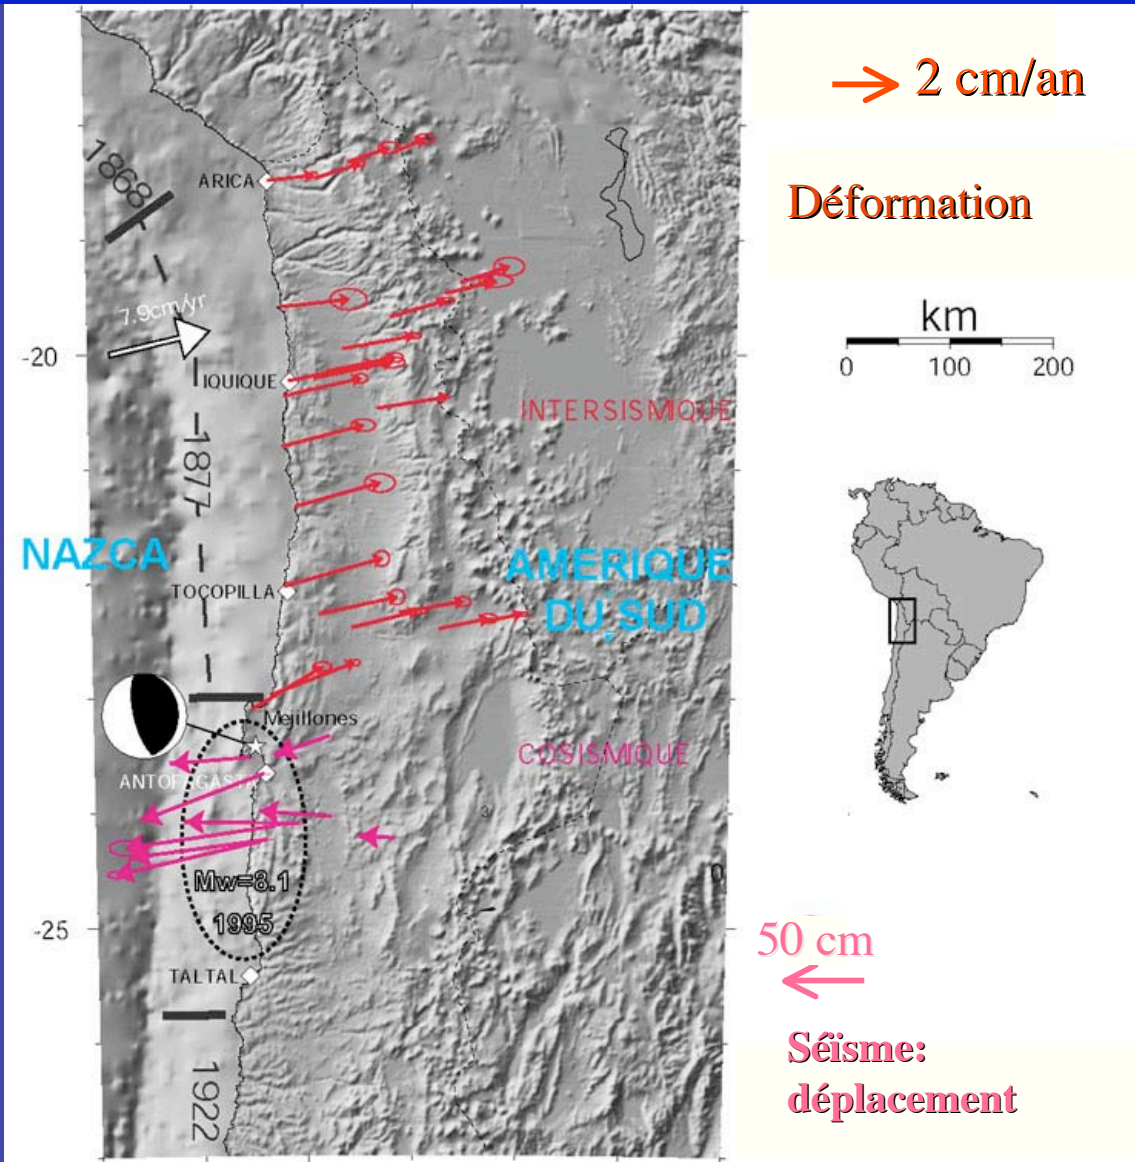 2 cm/an
1868
ARICA
Déformation
7.9cm/yr
km
-20
0 100 200
IQUIQUE
INTERSISMIQUE
1877
NAZCA
AMERIQUE
DU SUD
TOCOPILLA
Mejillones
COSISMIQUE
ANTOFAGASTA
Mw=8.1
1995
-25
50 cm
TALTAL
Séisme:
déplacement
1922